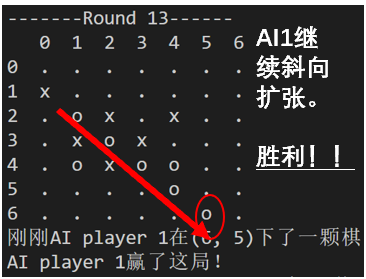 -------Round 13------
0 1 2 3 4 5 6
0 . . . . . . .
1 x . . . . . .
2 . o x . x . .
3 . x o x . . .
4 . o x o o . .
5 . . . . o . .
6 . . . . . o .
刚刚AI player 1在(6, 5)下了一颗棋
AI player 1赢了这局!
AI1继
续斜向
扩张。
胜利！！